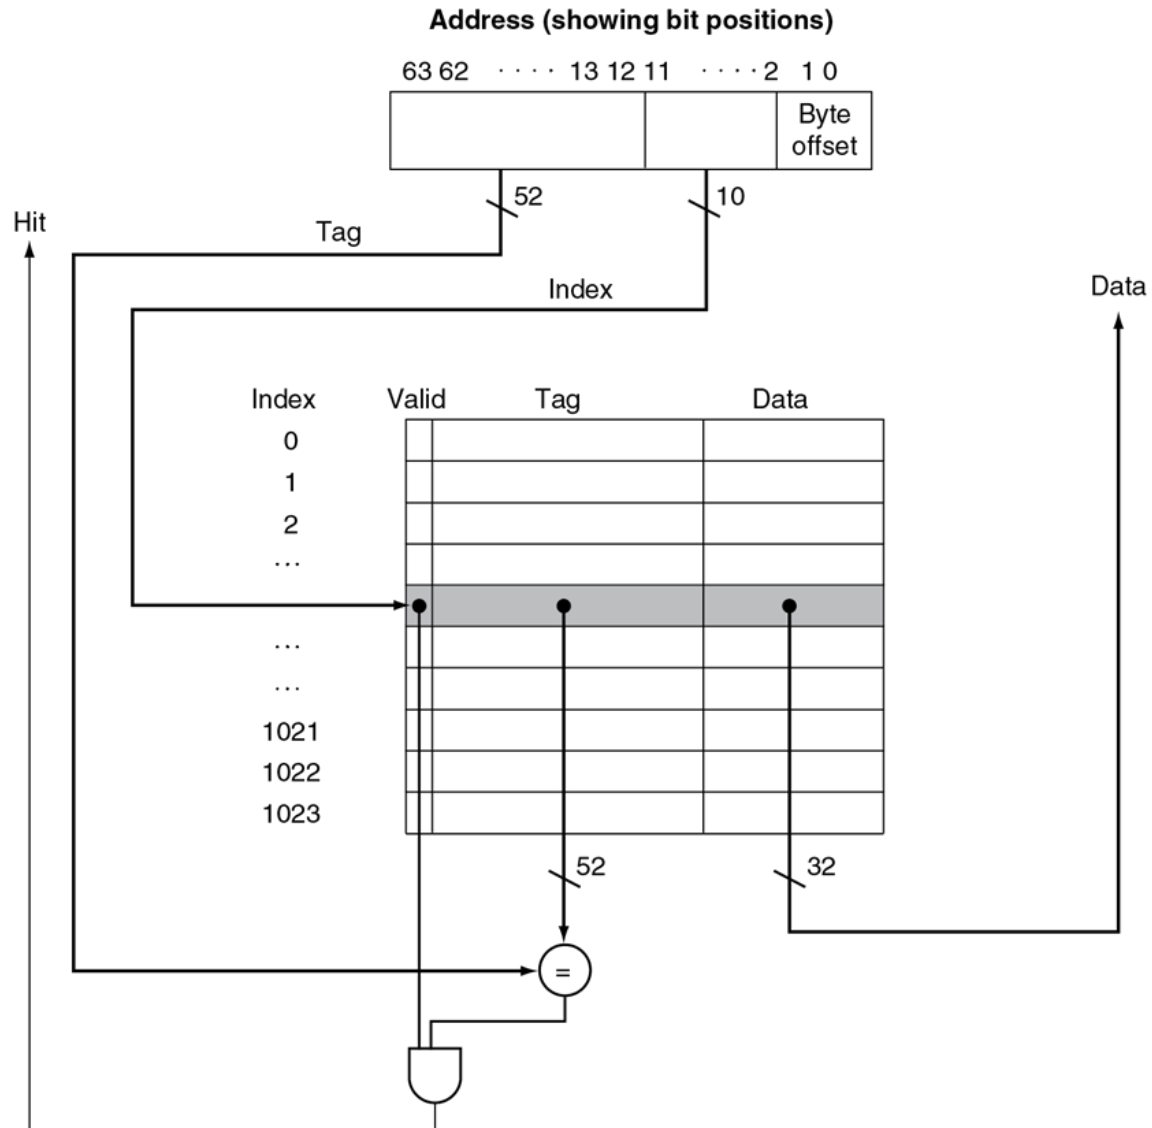 Address (showing bit positions)
63 62 · · · · 13 12 11 · · · · 2 1 0
Byte
offset
52 10
Hit
Tag
Index
Data
Index Valid Tag Data
0
1
2
...
...
...
1021
1022
1023
52 32
=